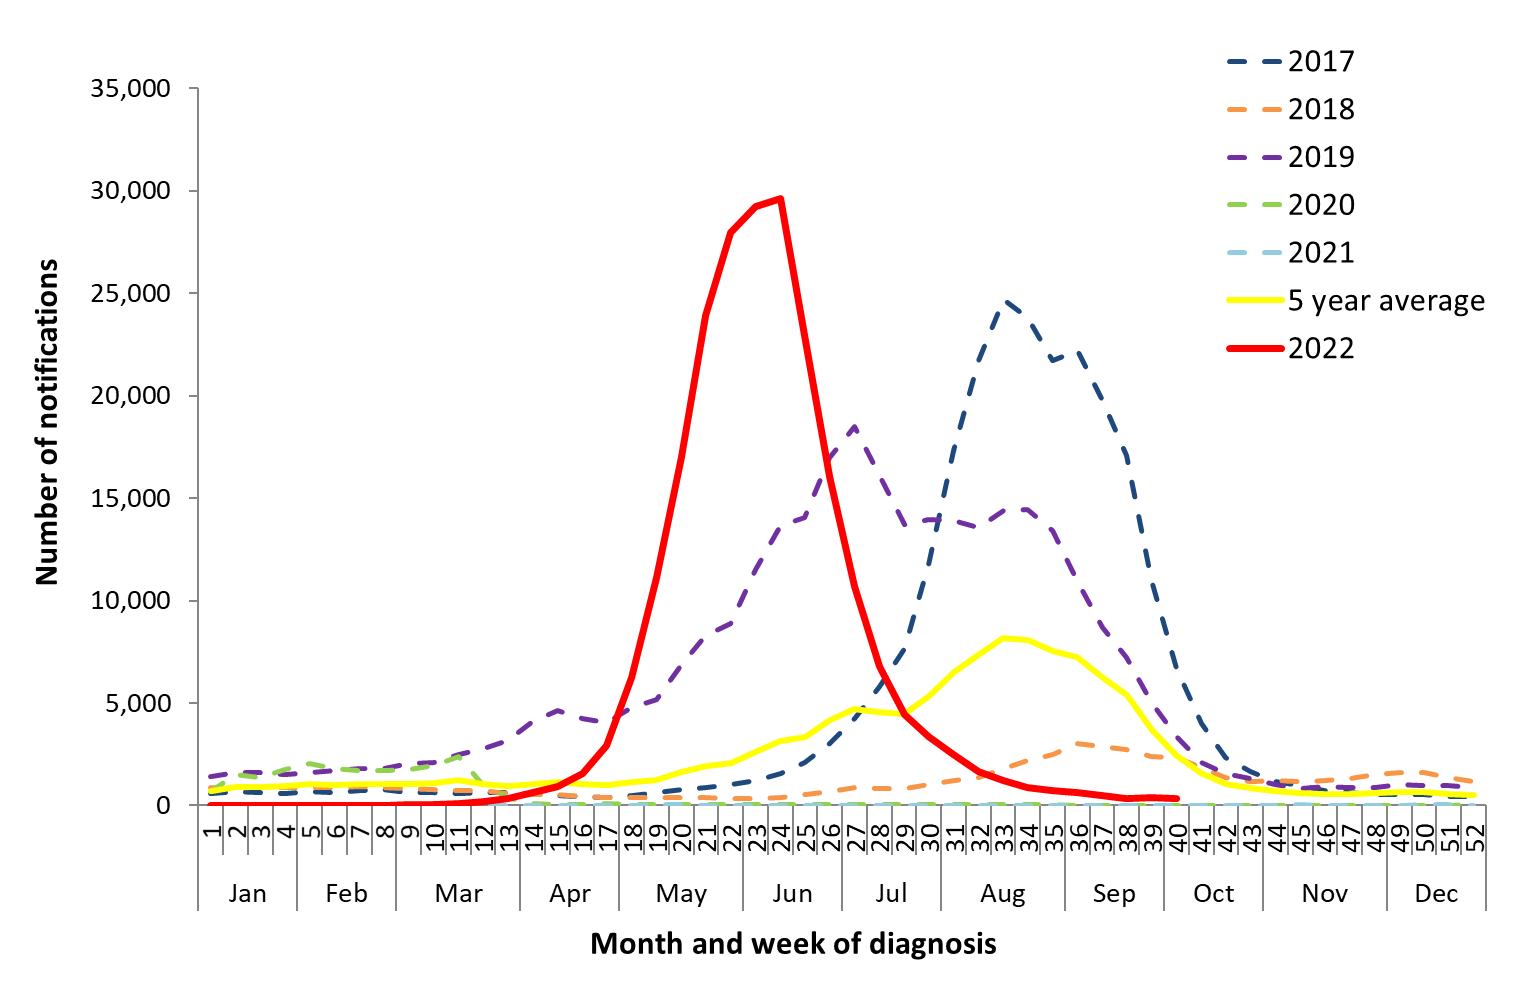 2017
2018
2019
2020
2021
5 year average
2022
35,000
30,000
25,000
20,000
15,000
10,000
5,000
0
Number of notifications
1 2 3 4 5 6 7 8 9 10 11 12 13 14 15 16 17 18 19 20 21 22 23 24 25 26 27 28 29 30 31 32 33 34 35 36 37 38 39 40 41 42 43 44 45 46 47 48 49 50 51 52
Jan Feb Mar Apr May Jun Jul Aug Sep Oct Nov Dec
Month and week of diagnosis